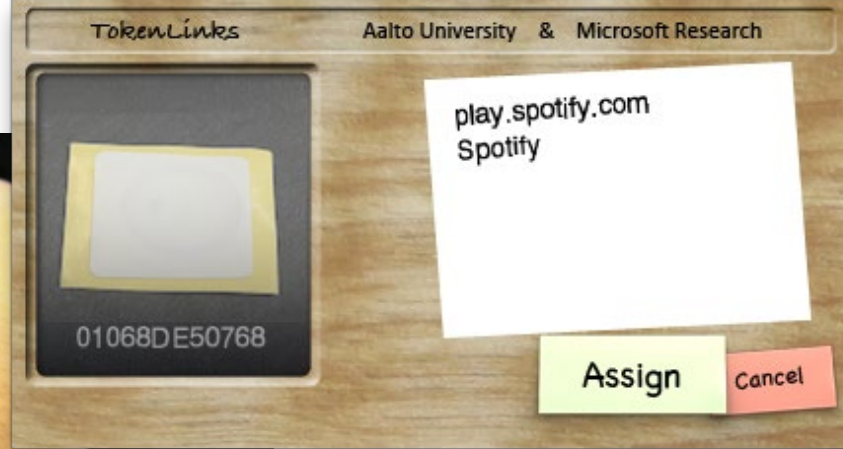 TokenLinks Aalto University & Microsoft Research
play.spotify.com
Spotify
01068DE50768
Assign Cancel